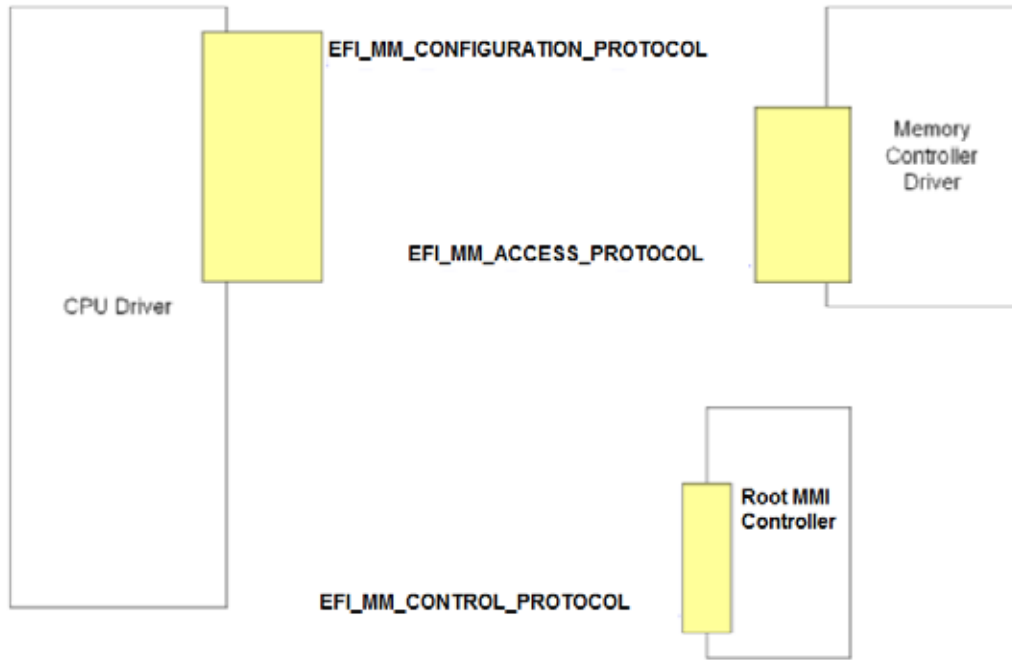 EFI_MM_CONFIGURATION_PROTOCOL
Memory
Controller
Driver
EFI_MM_ACCESS_PROTOCOL
CPU Driver
Root MMI
Controller
EFI_MM_CONTROL_PROTOCOL